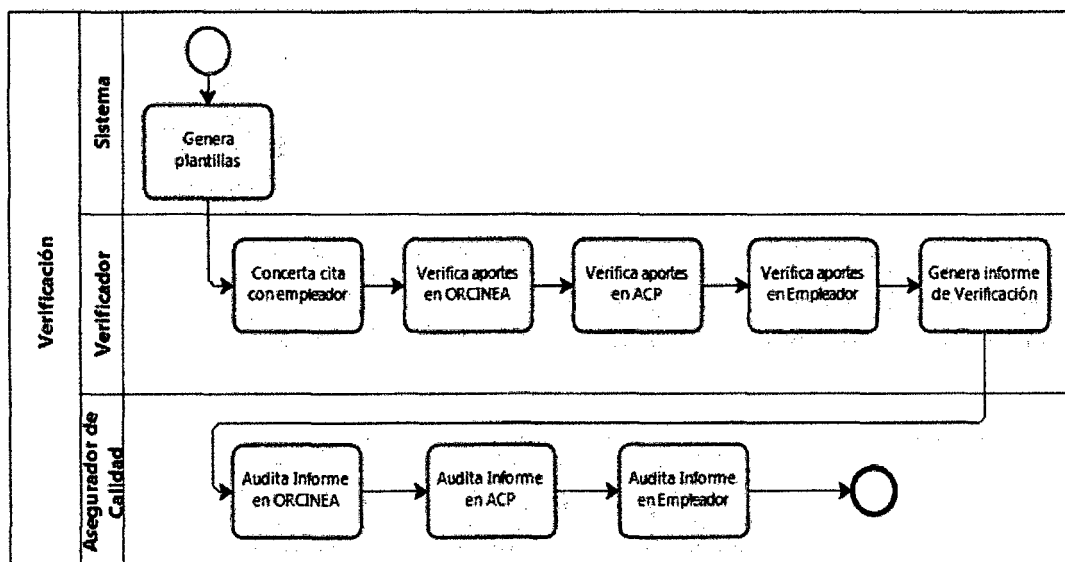 Verificación
Sistema
Genera
plantillas
Verificador
Concerta cita
con empleador
Verifica aportes
en ORCINEA
Verifica aportes
en ACP
Verifica aportes
en Empleador
Genera informe
de Verificación
Asegurador de
Calidad
Audita Informe
en ORCINEA
Audita Informe
en ACP
Audita Informe
en Empleador